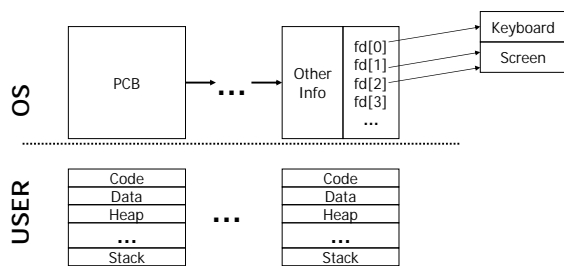 OS
PCB
...
Other
Info
fd[0]
fd[1]
fd[2]
fd[3]
...
Keyboard
Screen
USER
Code
Data
Heap
...
Stack
...
Code
Data
Heap
...
Stack